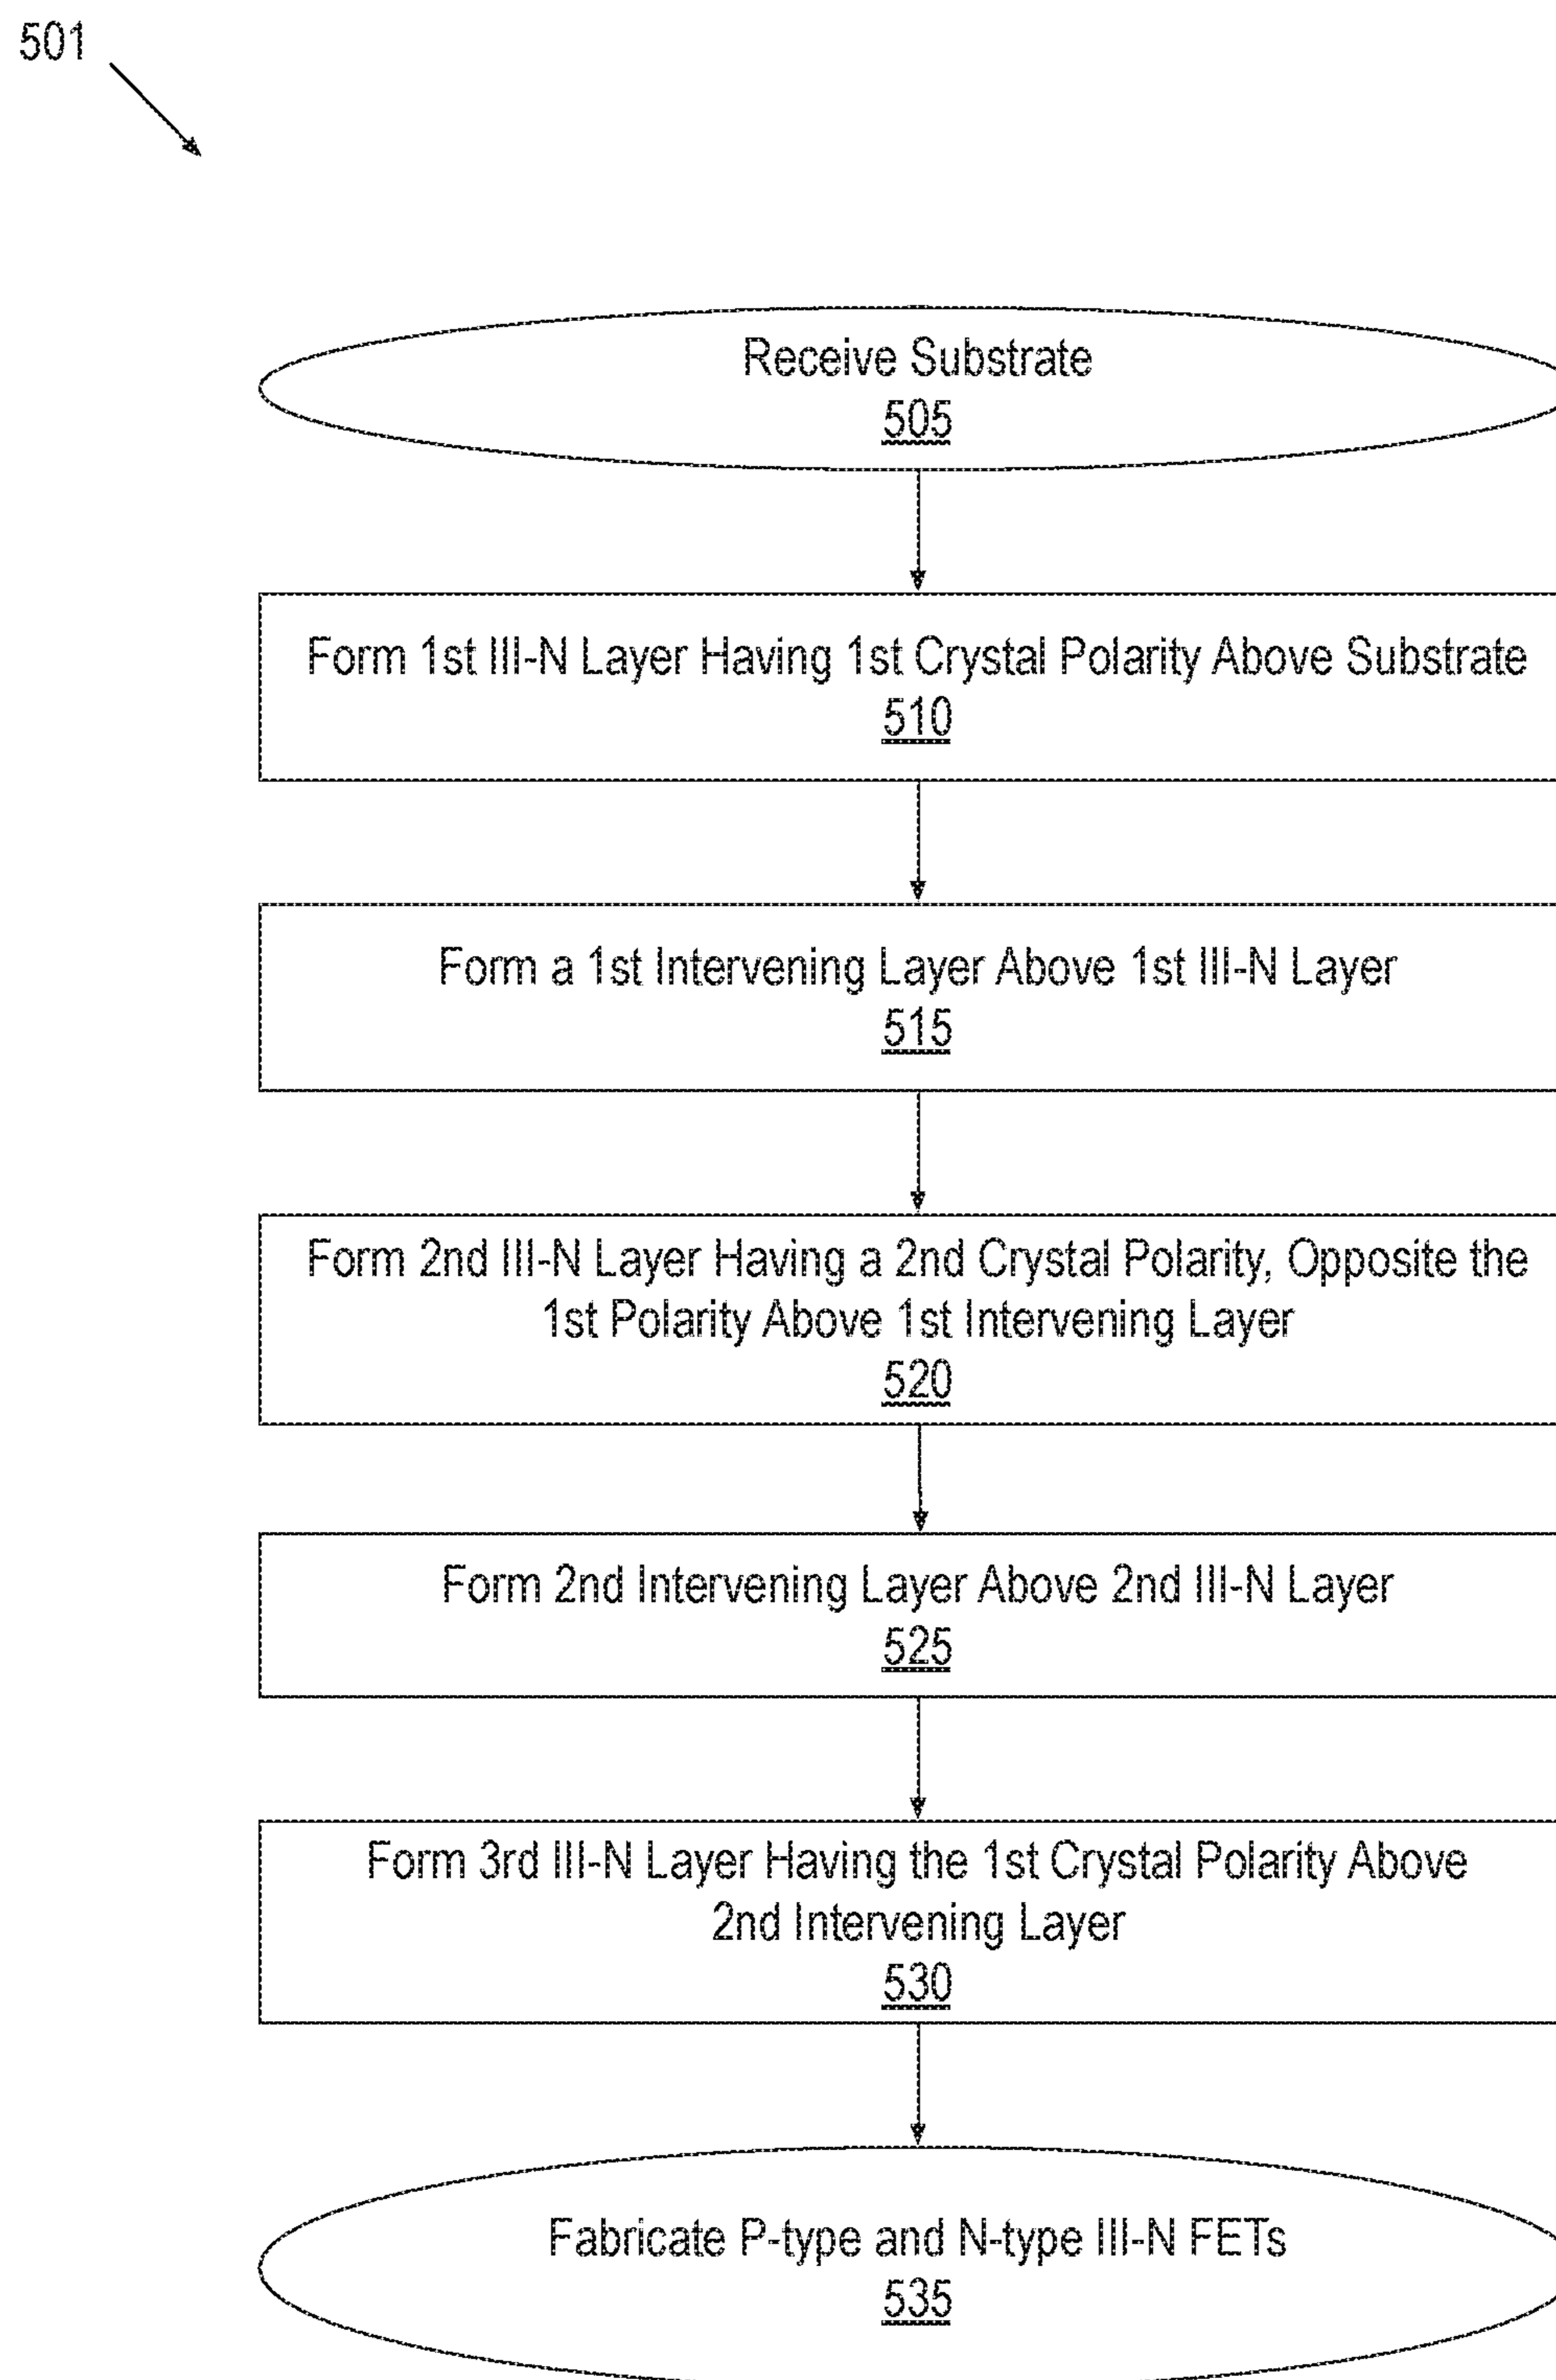 501
Receive Substrate
505
Form 1st III-N Layer Having 1st Crystal Polarity Above Substrate
510
Form a 1st Intervening Layer Above 1st III-N Layer
515
Form 2nd III-N Layer Having a 2nd Crystal Polarity, Opposite the
1st Polarity Above 1st Intervening Layer
520
Form 2nd Intervening Layer Above 2nd III-N Layer
525
Form 3rd III-N Layer Having the 1st Crystal Polarity Above
2nd Intervening Layer
530
Fabricate P-type and N-type III-N FETs
535